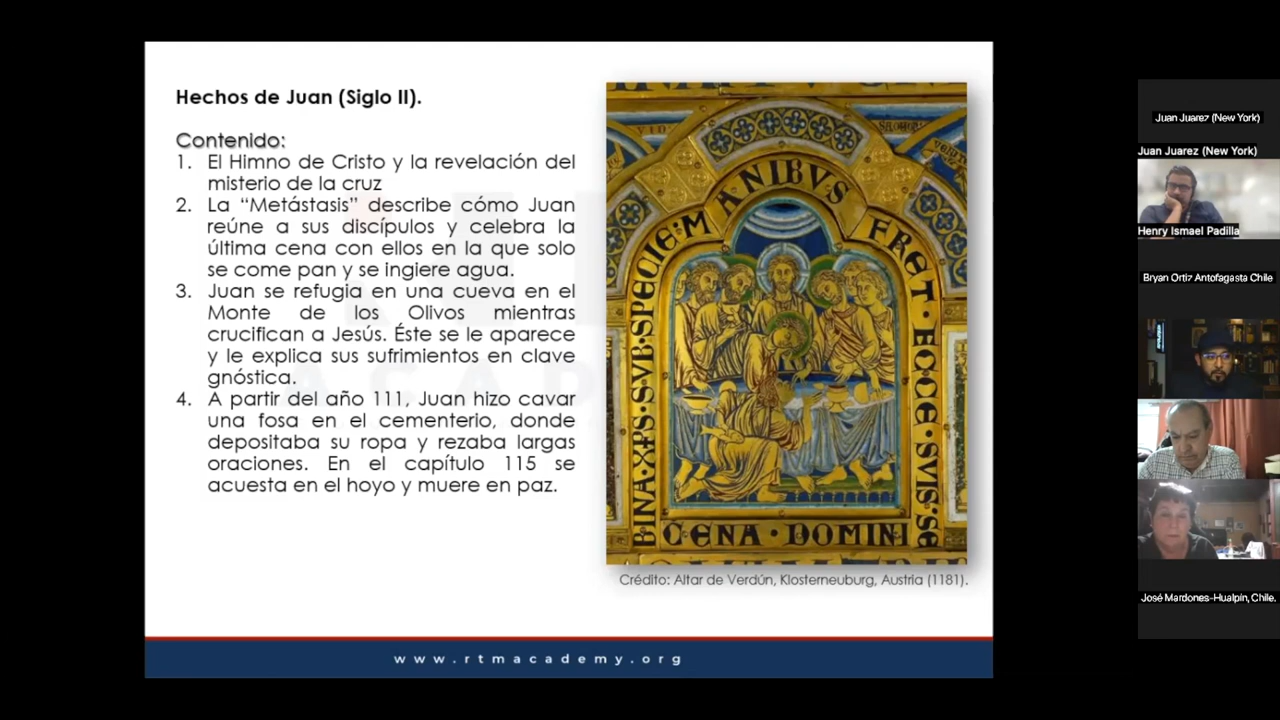 Hechos de Juan (Siglo II).
Contenido:
1. El Himno de Cristo y la revelación del
misterio de la cruz
2. La “Metástasis” describe cómo Juan
reúne a sus discípulos y celebra la
última cena con ellos en la que solo
se come pan y se ingiere agua.
3. Juan se refugia en una cueva en el
Monte de los Olivos mientras
crucifican a Jesús. Éste se le aparece
y le explica sus sufrimientos en clave
gnóstica.
4. A partir del año 111, Juan hizo cavar
una fosa en el cementerio, donde
depositaba su ropa y rezaba largas
oraciones. En el capítulo 115 se
acuesta en el hoyo y muere en paz.
BINA·XP̄S·SVB·SPECIEM
MANIBVS
FRET·ECCE·SVIS·SE
CENA·DOMINI
Crédito: Altar de Verdún, Klosterneuburg, Austria (1181).
www.rtmacademy.org
Juan Juarez (New York)
Juan Juarez (New York)
Henry Ismael Padilla
Bryan Ortiz Antofagasta Chile
José Mardones-Hualpín, Chile.